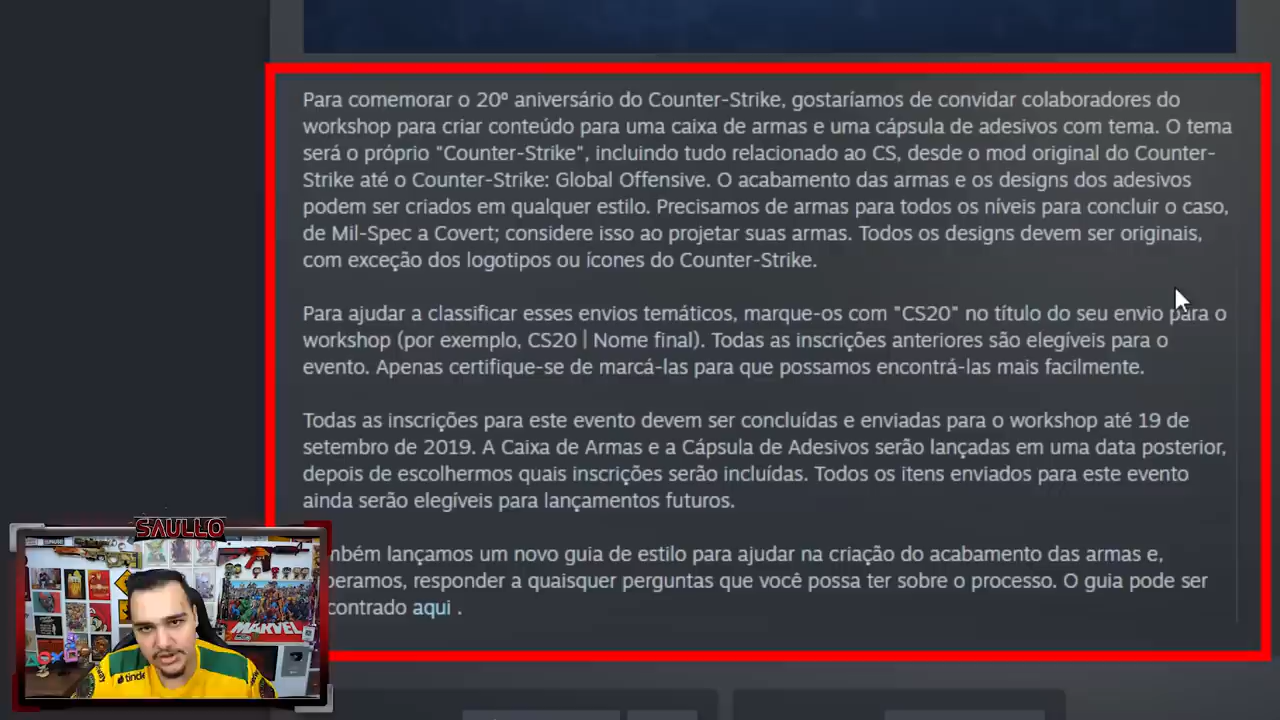 Para comemorar o 20º aniversário do Counter-Strike, gostaríamos de convidar colaboradores do
workshop para criar conteúdo para uma caixa de armas e uma cápsula de adesivos com tema. O tema
será o próprio "Counter-Strike", incluindo tudo relacionado ao CS, desde o mod original do Counter-
Strike até o Counter-Strike: Global Offensive. O acabamento das armas e os designs dos adesivos
podem ser criados em qualquer estilo. Precisamos de armas para todos os níveis para concluir o caso,
de Mil-Spec a Covert; considere isso ao projetar suas armas. Todos os designs devem ser originais,
com exceção dos logotipos ou ícones do Counter-Strike.
Para ajudar a classificar esses envios temáticos, marque-os com "CS20" no título do seu envio para o
workshop (por exemplo, CS20 | Nome final). Todas as inscrições anteriores são elegíveis para o
evento. Apenas certifique-se de marcá-las para que possamos encontrá-las mais facilmente.
Todas as inscrições para este evento devem ser concluídas e enviadas para o workshop até 19 de
setembro de 2019. A Caixa de Armas e a Cápsula de Adesivos serão lançadas em uma data posterior,
depois de escolhermos quais inscrições serão incluídas. Todos os itens enviados para este evento
ainda serão elegíveis para lançamentos futuros.
mbém lançamos um novo guia de estilo para ajudar na criação do acabamento das armas e,
peramos, responder a quaisquer perguntas que você possa ter sobre o processo. O guia pode ser
contrado aqui .
SAULLO
MARVEL
tinck